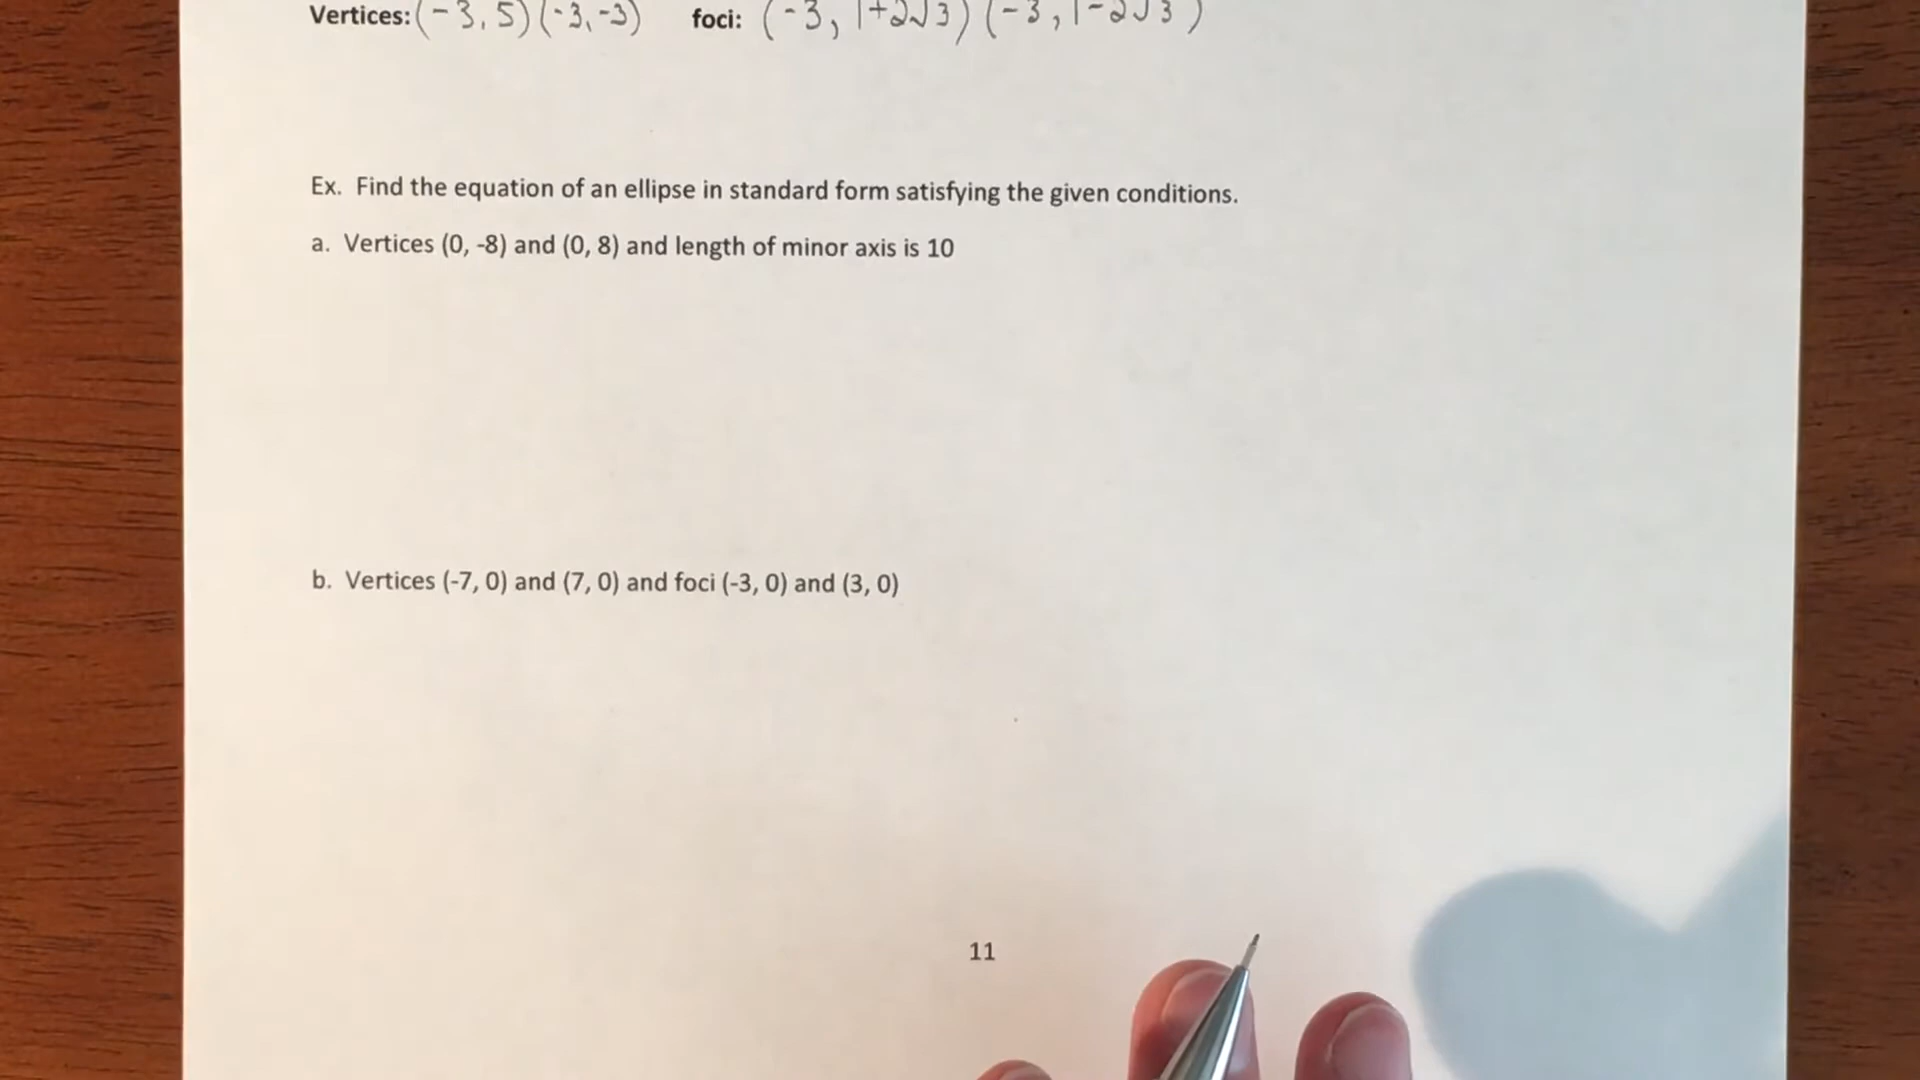 Vertices: (-3, 5) (-3, -3) foci: (-3, 1+2√3) (-3, 1-2√3)
Ex. Find the equation of an ellipse in standard form satisfying the given conditions.
a. Vertices (0, -8) and (0, 8) and length of minor axis is 10
b. Vertices (-7, 0) and (7, 0) and foci (-3, 0) and (3, 0)
11